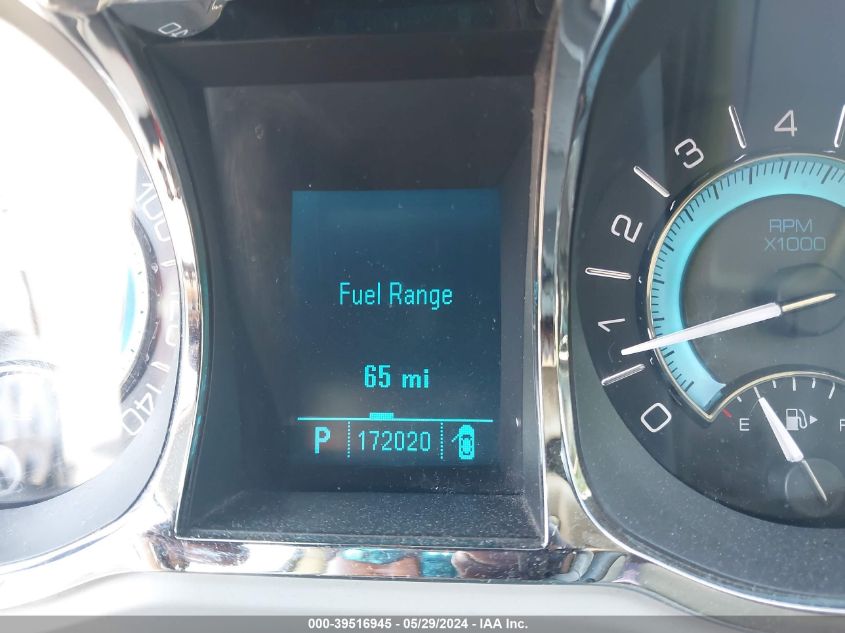 100
140
Fuel Range
65 mi
P 172020
0 1 2 3 4
RPM
X1000
E F
000-39516945 / 05/29/2024 / IAA Inc.